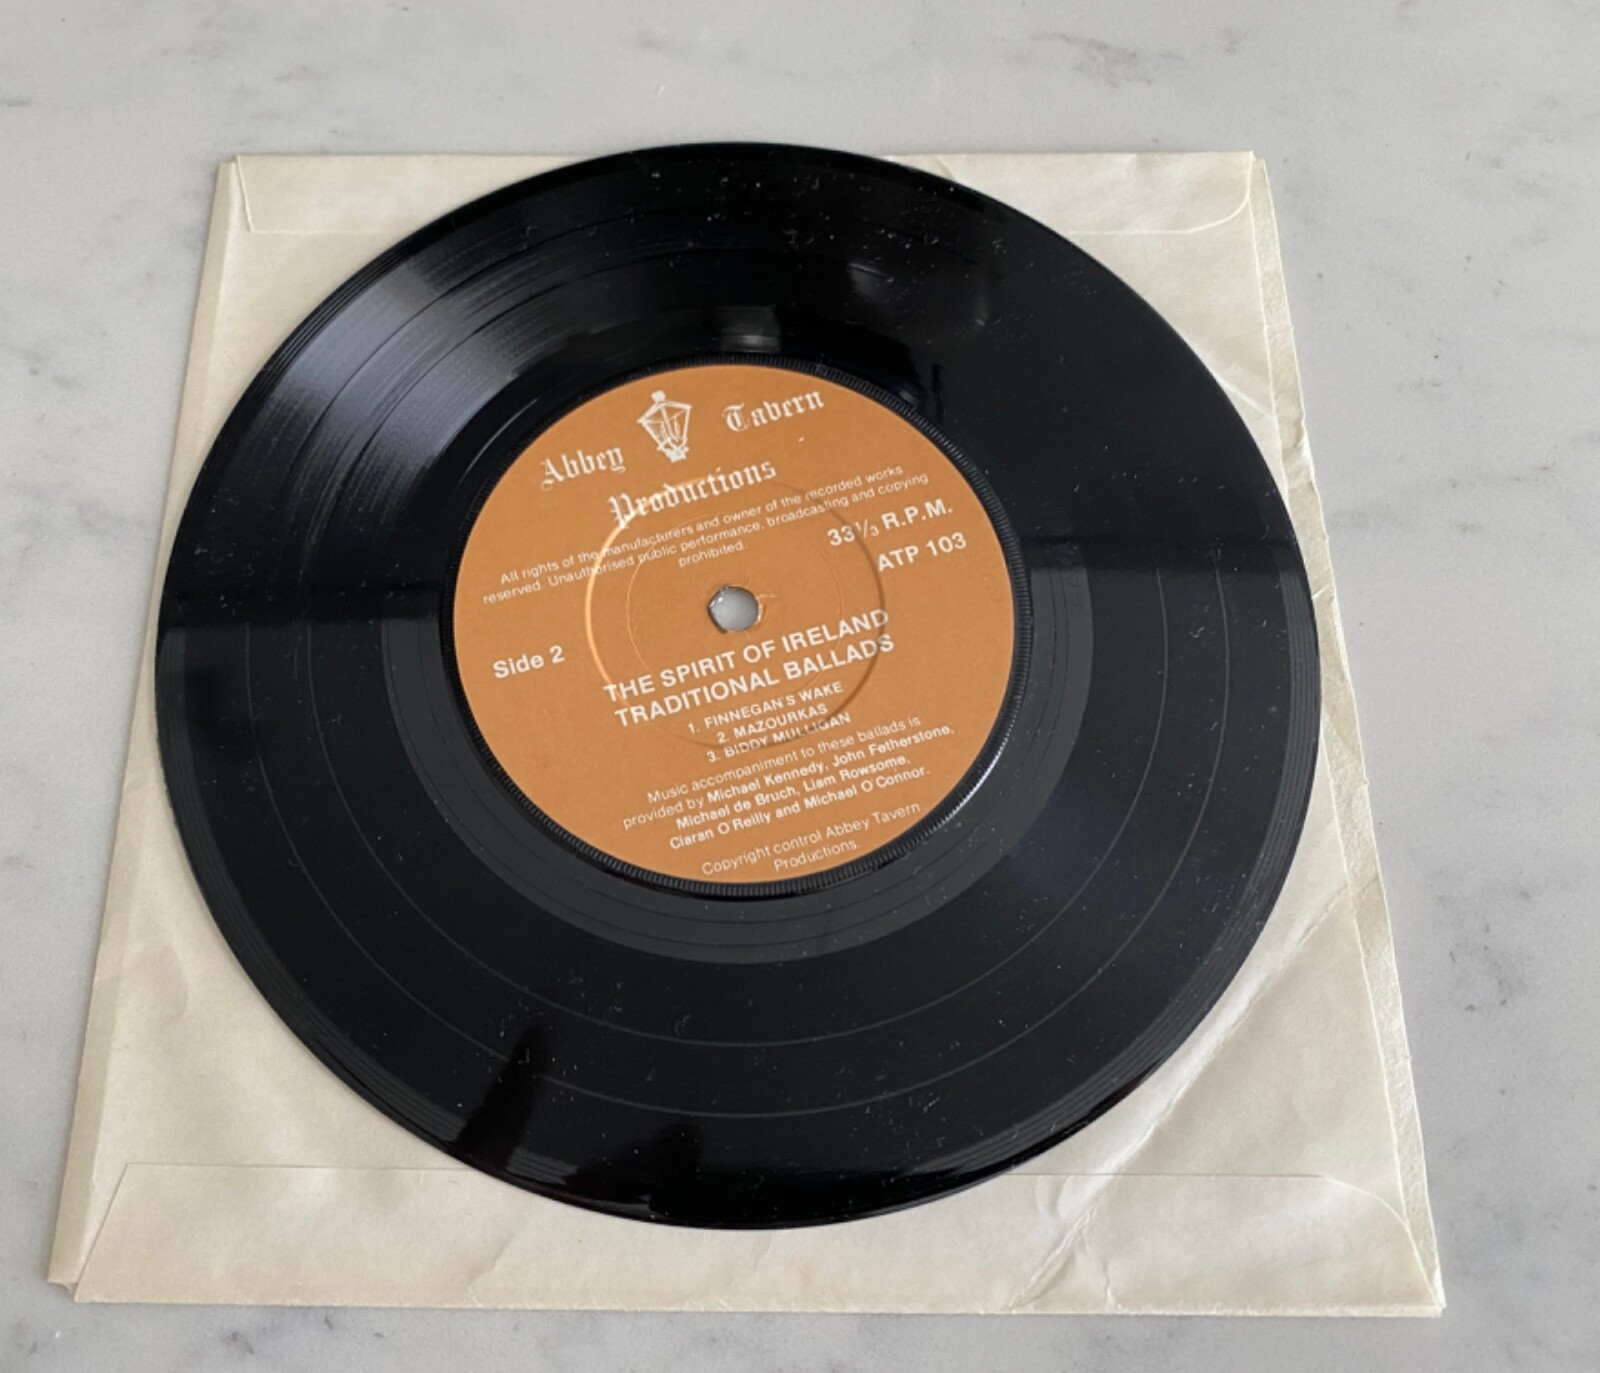 Abbey Tavern
Productions
All rights of the manufacturers and owner of the recorded works
reserved. Unauthorised public performance, broadcasting and copying
prohibited.
33⅓ R.P.M.
ATP 103
Side 2
THE SPIRIT OF IRELAND
TRADITIONAL BALLADS
1. FINNEGAN'S WAKE
2. MAZOURKAS
3. BIDDY MULLIGAN
Music accompaniment to these ballads is
provided by Michael Kennedy, John Fetherstone,
Michael de Bruch, Liam Rowsome,
Ciaran O Reilly and Michael O Connor.
Copyright control Abbey Tavern
Productions.